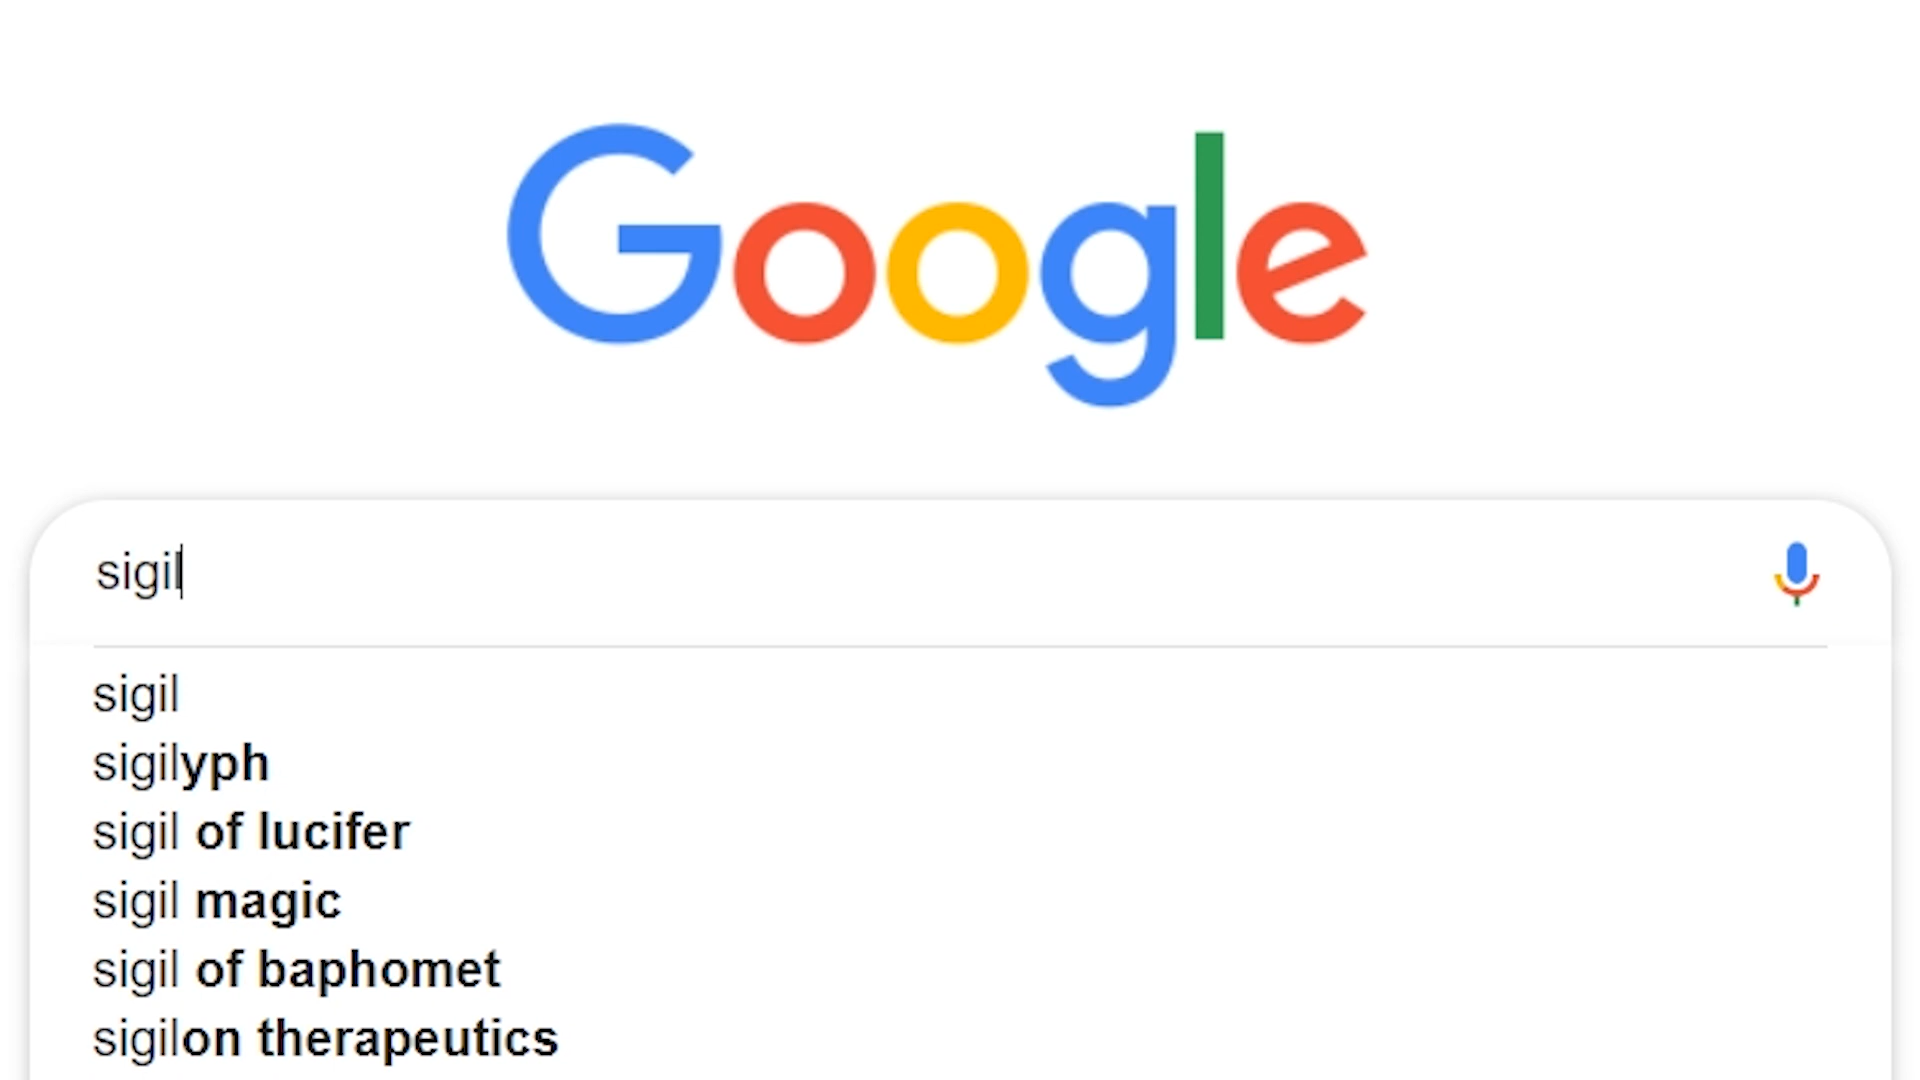 Google
sigil
sigil
sigilyph
sigil of lucifer
sigil magic
sigil of baphomet
sigilon therapeutics